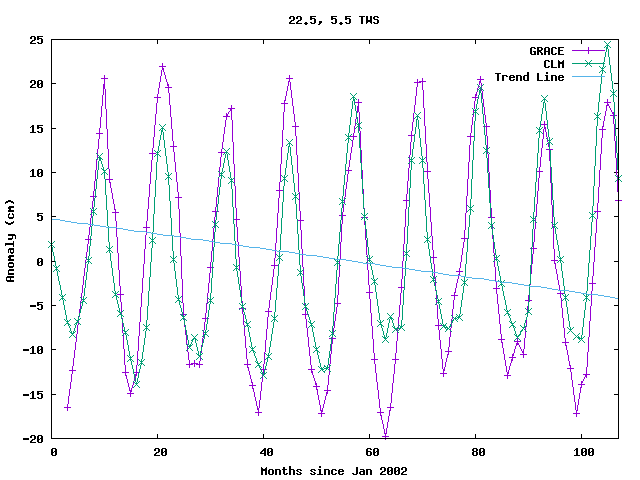 22.5, 5.5 TWS
GRACE
CLM
Trend Line
25
20
15
10
5
0
-5
-10
-15
-20
Anomaly (cm)
0 20 40 60 80 100
Months since Jan 2002